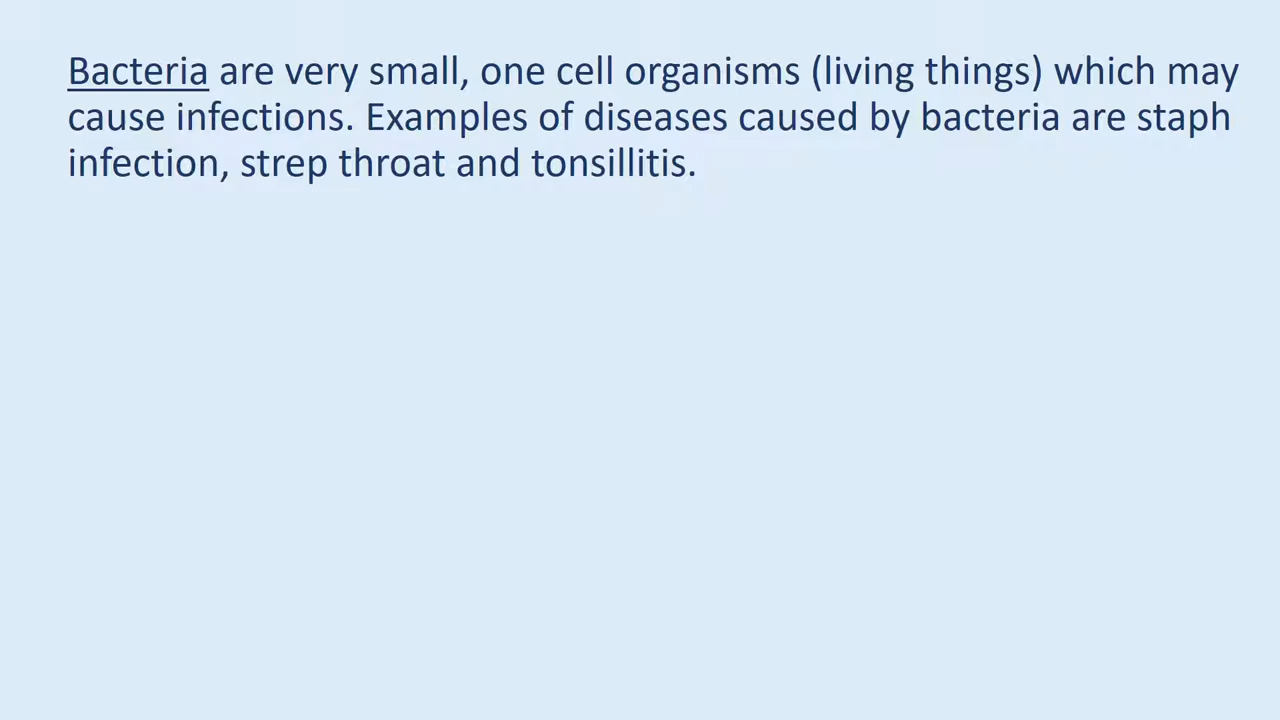 Bacteria are very small, one cell organisms (living things) which may
cause infections. Examples of diseases caused by bacteria are staph
infection, strep throat and tonsillitis.